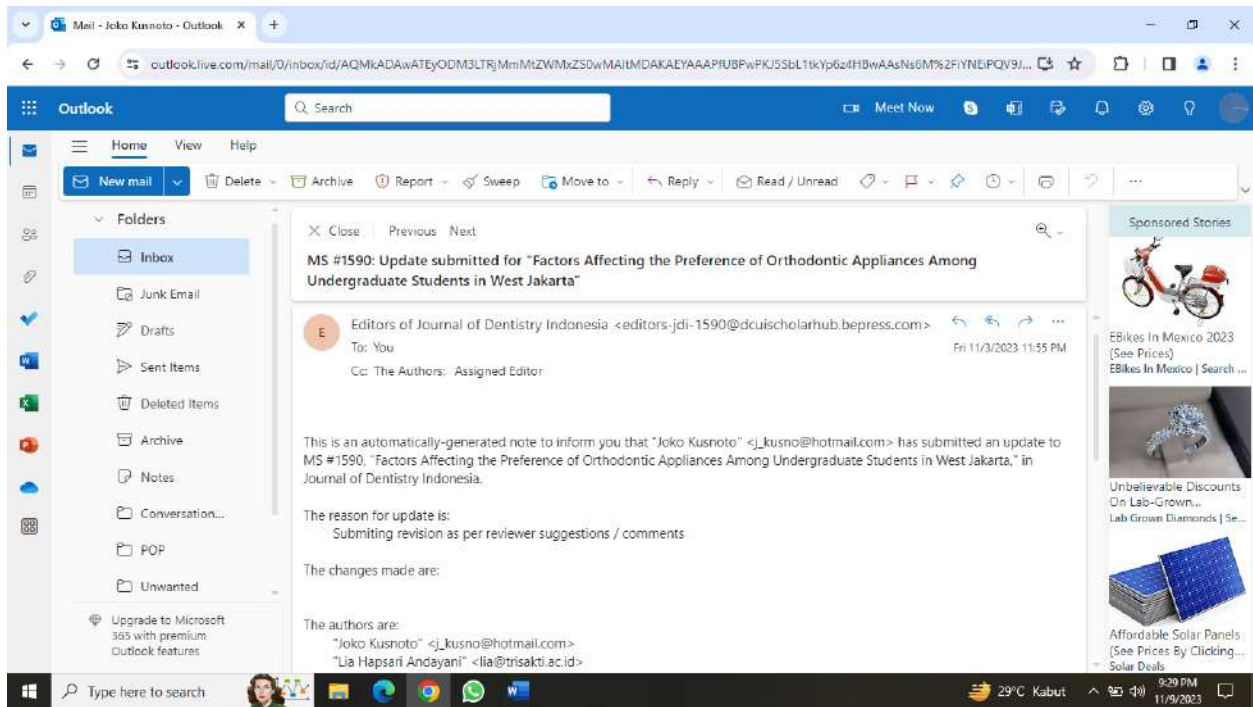 Mail - Joko Kusnoto - Outlook
outlook.live.com/mail/0/inbox/id/
Outlook
Search
Meet Now
Home View Help
New mail Delete Archive Report Sweep Move to Reply Read / Unread
Folders
Inbox
Junk Email
Drafts
Sent Items
Deleted Items
Archive
Notes
Conversation...
POP
Unwanted
Upgrade to Microsoft
365 with premium
Outlook features
Close Previous Next
MS #1590: Update submitted for "Factors Affecting the Preference of Orthodontic Appliances Among
Undergraduate Students in West Jakarta"
E
Editors of Journal of Dentistry Indonesia <editors-jdi-1590@dcuischolarhub.bepress.com>
To: You
Fri 11/3/2023 11:55 PM
Cc: The Authors; Assigned Editor
This is an automatically-generated note to inform you that "Joko Kusnoto" <j_kusno@hotmail.com> has submitted an update to
MS #1590, "Factors Affecting the Preference of Orthodontic Appliances Among Undergraduate Students in West Jakarta," in
Journal of Dentistry Indonesia.
The reason for update is:
Submiting revision as per reviewer suggestions / comments
The changes made are:
The authors are:
"Joko Kusnoto" <j_kusno@hotmail.com>
"Lia Hapsari Andayani" <lia@trisakti.ac.id>
Sponsored Stories
EBikes In Mexico 2023
(See Prices)
EBikes In Mexico | Search ...
Unbelievable Discounts
On Lab-Grown...
Lab Grown Diamonds | Se...
Affordable Solar Panels
(See Prices By Clicking...
Solar Deals
Type here to search
29°C Kabut
9:29 PM
11/9/2023